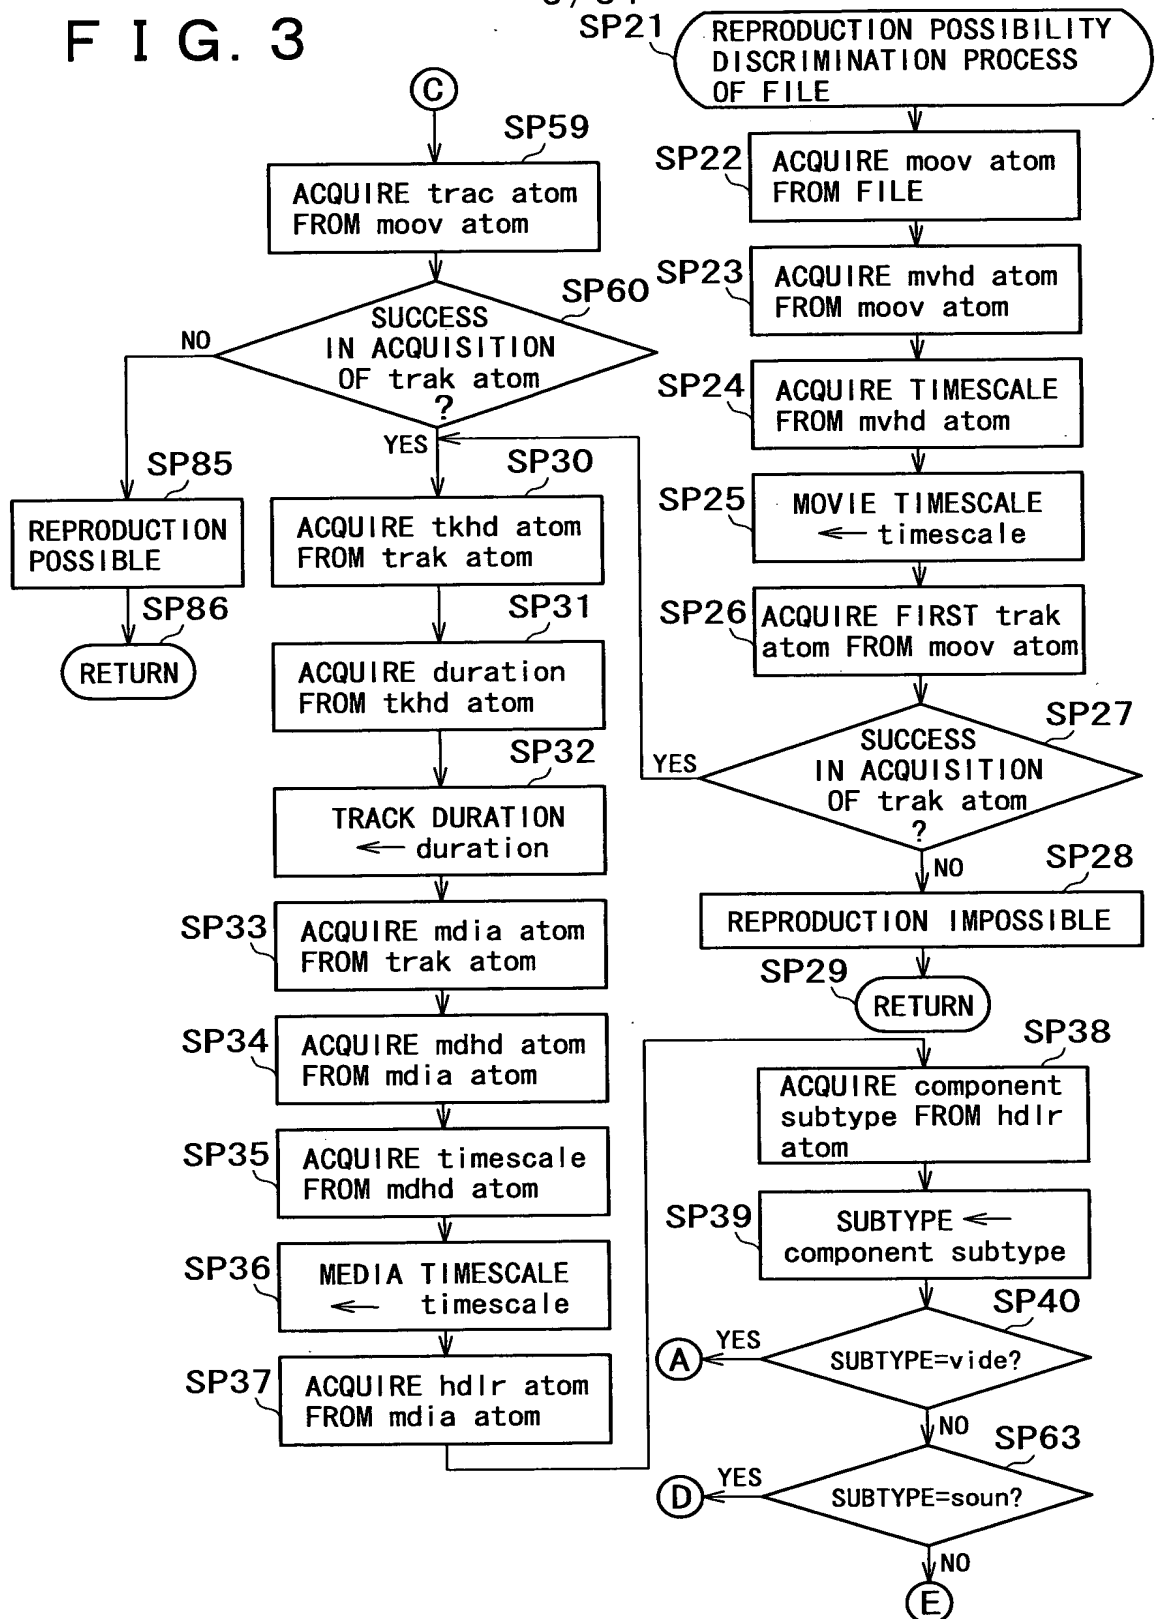 FIG. 3
C
SP59
ACQUIRE trac atom
FROM moov atom
SP60
SUCCESS
IN ACQUISITION
OF trak atom
?
NO
YES
SP85
REPRODUCTION
POSSIBLE
SP86
RETURN
SP30
ACQUIRE tkhd atom
FROM trak atom
SP31
ACQUIRE duration
FROM tkhd atom
SP32
TRACK DURATION
← duration
SP33
ACQUIRE mdia atom
FROM trak atom
SP34
ACQUIRE mdhd atom
FROM mdia atom
SP35
ACQUIRE timescale
FROM mdhd atom
SP36
MEDIA TIMESCALE
← timescale
SP37
ACQUIRE hdlr atom
FROM mdia atom
SP21
REPRODUCTION POSSIBILITY
DISCRIMINATION PROCESS
OF FILE
SP22
ACQUIRE moov atom
FROM FILE
SP23
ACQUIRE mvhd atom
FROM moov atom
SP24
ACQUIRE TIMESCALE
FROM mvhd atom
SP25
MOVIE TIMESCALE
← timescale
SP26
ACQUIRE FIRST trak
atom FROM moov atom
SP27
SUCCESS
IN ACQUISITION
OF trak atom
?
YES
NO
SP28
REPRODUCTION IMPOSSIBLE
SP29
RETURN
SP38
ACQUIRE component
subtype FROM hdlr
atom
SP39
SUBTYPE ←
component subtype
SP40
SUBTYPE=vide?
YES
A
NO
SP63
SUBTYPE=soun?
YES
D
NO
E